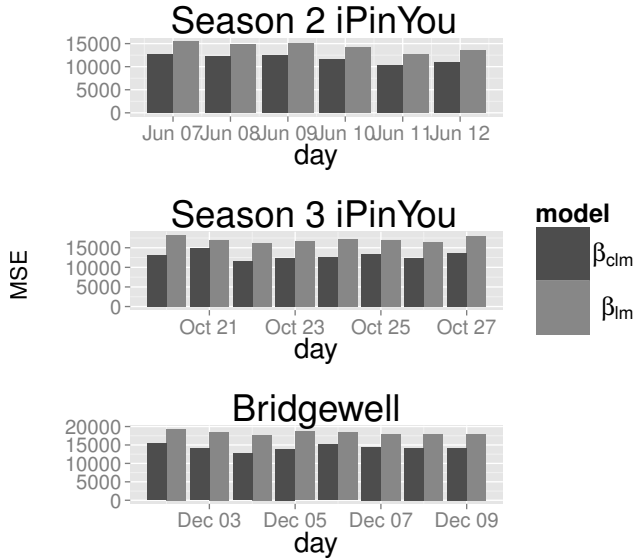 Season 2 iPinYou
15000
10000
5000
0
Jun 07 Jun 08 Jun 09 Jun 10 Jun 11 Jun 12
day
Season 3 iPinYou
15000
10000
5000
0
Oct 21 Oct 23 Oct 25 Oct 27
day
MSE
model
βclm
βlm
Bridgewell
20000
15000
10000
5000
0
Dec 03 Dec 05 Dec 07 Dec 09
day